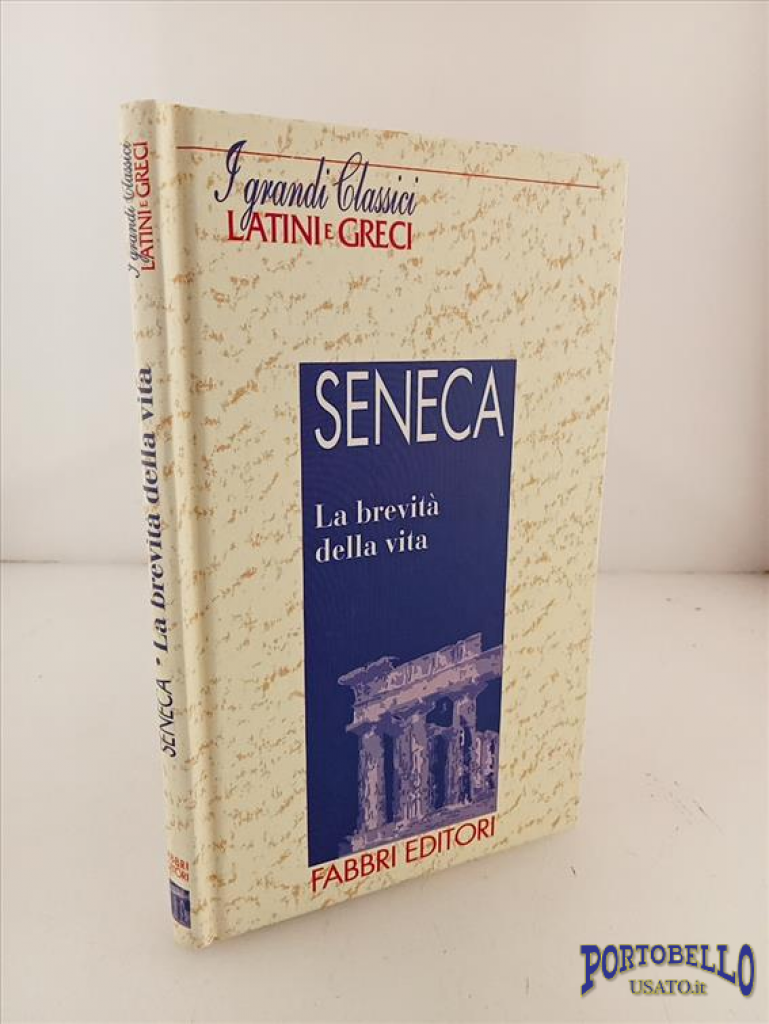 I grandi Classici
LATINI E GRECI
SENECA
La brevità
della vita
FABBRI EDITORI
I grandi Classici
LATINI E GRECI
SENECA - La brevità della vita
FABBRI
EDITORI
PORTOBELLO
USATO.it